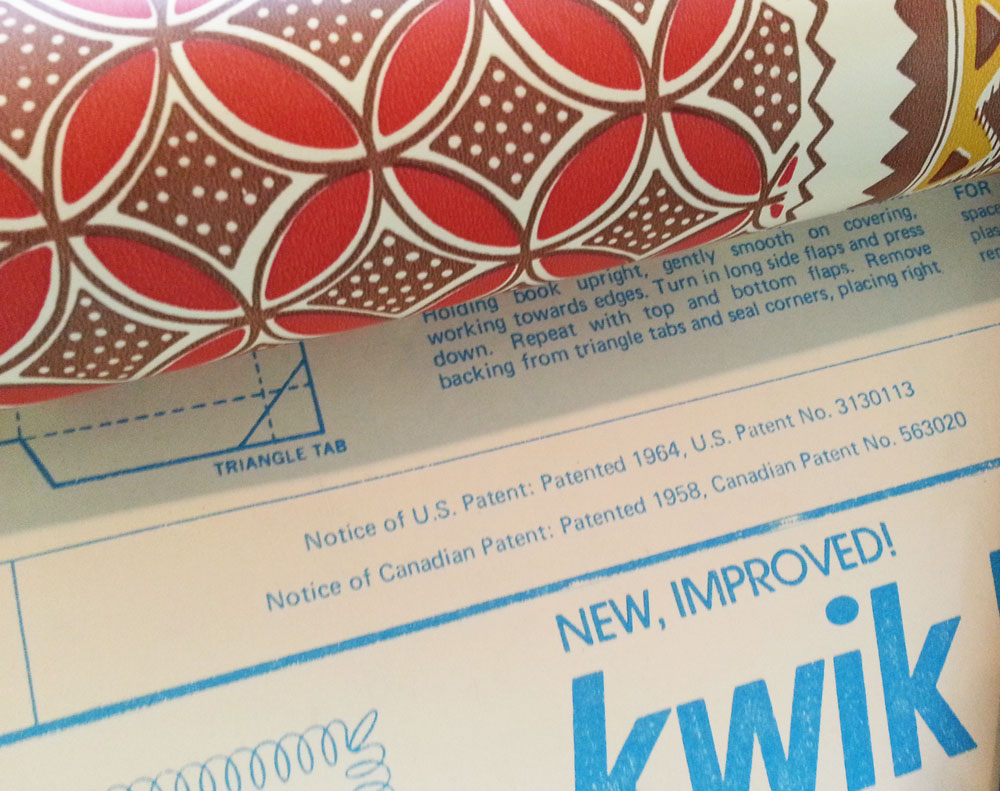 Holding book upright, gently smooth on covering,
working towards edges. Turn in long side flaps and press
down. Repeat with top and bottom flaps. Remove
backing from triangle tabs and seal corners, placing right
FOR
TRIANGLE TAB
Notice of U.S. Patent: Patented 1964, U.S. Patent No. 3130113
Notice of Canadian Patent: Patented 1958, Canadian Patent No. 563020
NEW, IMPROVED!
kwik